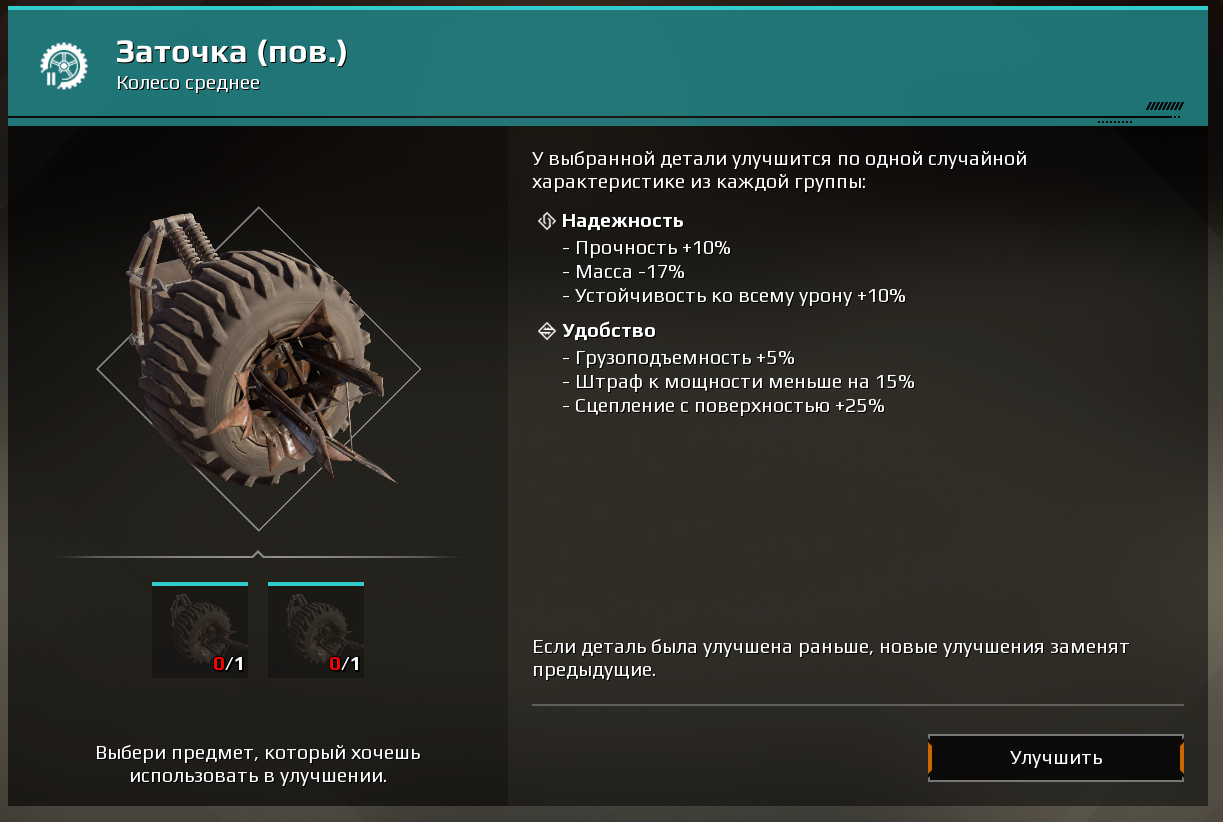 Заточка (пов.)
Колесо среднее
У выбранной детали улучшится по одной случайной
характеристике из каждой группы:
Надежность
- Прочность +10%
- Масса -17%
- Устойчивость ко всему урону +10%
Удобство
- Грузоподъемность +5%
- Штраф к мощности меньше на 15%
- Сцепление с поверхностью +25%
0/1
0/1
Если деталь была улучшена раньше, новые улучшения заменят
предыдущие.
Выбери предмет, который хочешь
использовать в улучшении.
Улучшить